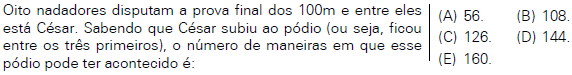 Oito nadadores disputam a prova final dos 100m e entre eles
está César. Sabendo que César subiu ao pódio (ou seja, ficou
entre os três primeiros), o número de maneiras em que esse
pódio pode ter acontecido é:
(A) 56. (B) 108.
(C) 126. (D) 144.
(E) 160.